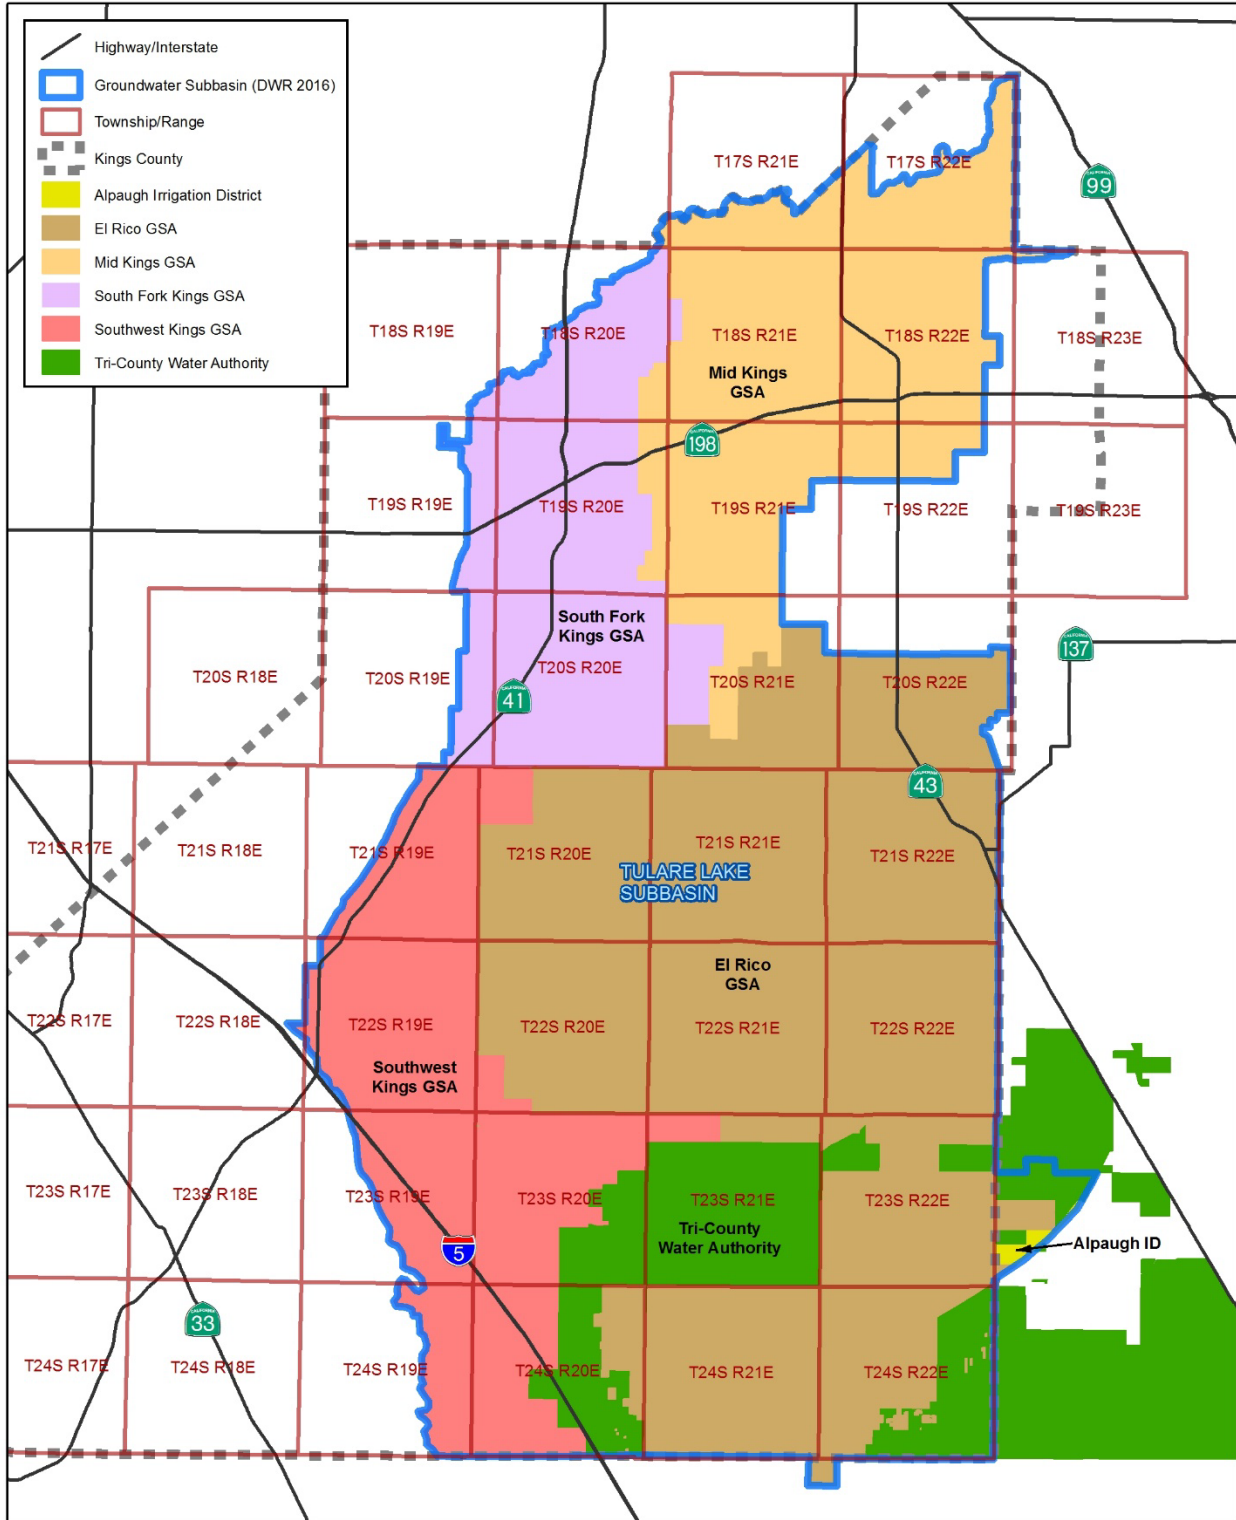 Highway/Interstate
Groundwater Subbasin (DWR 2016)
Township/Range
Kings County
Alpaugh Irrigation District
El Rico GSA
Mid Kings GSA
South Fork Kings GSA
Southwest Kings GSA
Tri-County Water Authority
T17S R21E
T17S R22E
CALIFORNIA
99
T18S R19E
T18S R20E
T18S R21E
T18S R22E
T18S R23E
Mid Kings
GSA
CALIFORNIA
198
T19S R19E
T19S R20E
T19S R21E
T19S R22E
T19S R23E
South Fork
Kings GSA
CALIFORNIA
137
T20S R18E
T20S R19E
T20S R20E
T20S R21E
T20S R22E
CALIFORNIA
41
CALIFORNIA
43
T21S R17E
T21S R18E
T21S R19E
T21S R20E
T21S R21E
T21S R22E
TULARE LAKE
SUBBASIN
El Rico
GSA
T22S R17E
T22S R18E
T22S R19E
T22S R20E
T22S R21E
T22S R22E
Southwest
Kings GSA
T23S R17E
T23S R18E
T23S R19E
T23S R20E
T23S R21E
T23S R22E
Tri-County
Water Authority
Alpaugh ID
5
CALIFORNIA
33
T24S R17E
T24S R18E
T24S R19E
T24S R20E
T24S R21E
T24S R22E